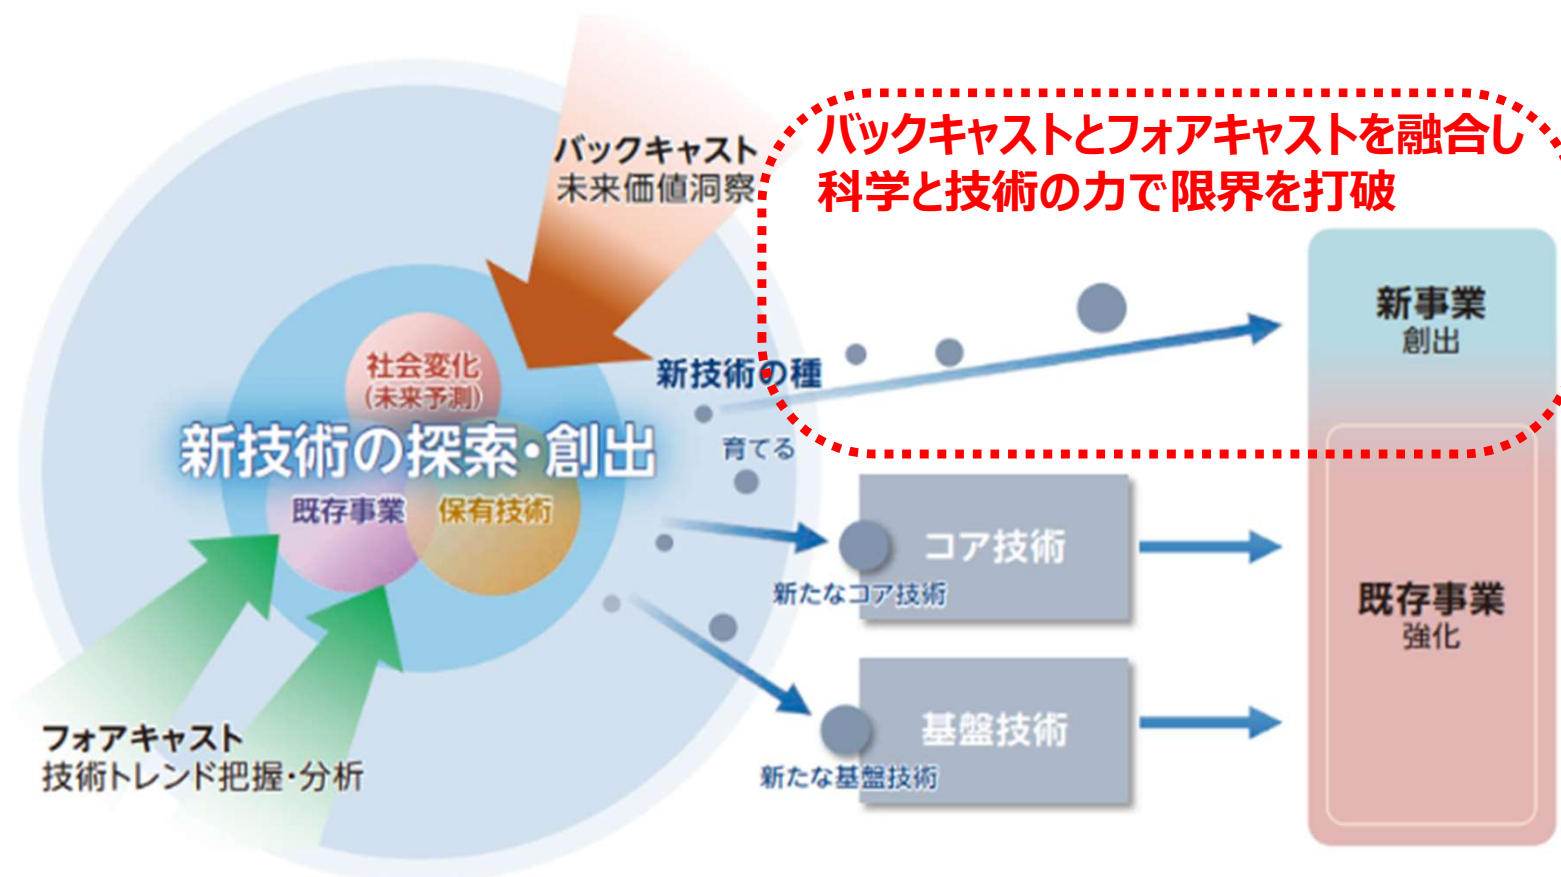 バックキャスト
未来価値洞察
バックキャストとフォアキャストを融合し
科学と技術の力で限界を打破
社会変化
(未来予測)
新技術の探索・創出
既存事業
保有技術
新技術の種
育てる
新事業
創出
コア技術
新たなコア技術
既存事業
強化
基盤技術
新たな基盤技術
フォアキャスト
技術トレンド把握・分析